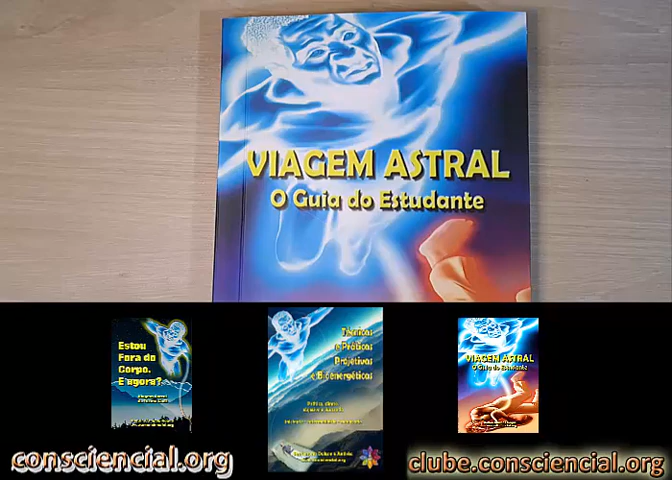 VIAGEM ASTRAL
O Guia do Estudante
Estou
Fora do
Corpo.
E agora?
Técnicas
e Práticas
Projetivas
e Bioenergéticas
VIAGEM ASTRAL
O Guia do Estudante
consciencial.org
clube.consciencial.org